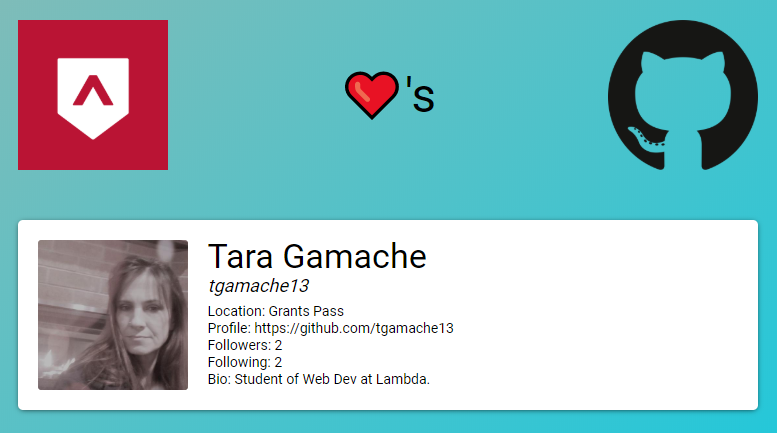 's
Tara Gamache
tgamache13
Location: Grants Pass
Profile: https://github.com/tgamache13
Followers: 2
Following: 2
Bio: Student of Web Dev at Lambda.